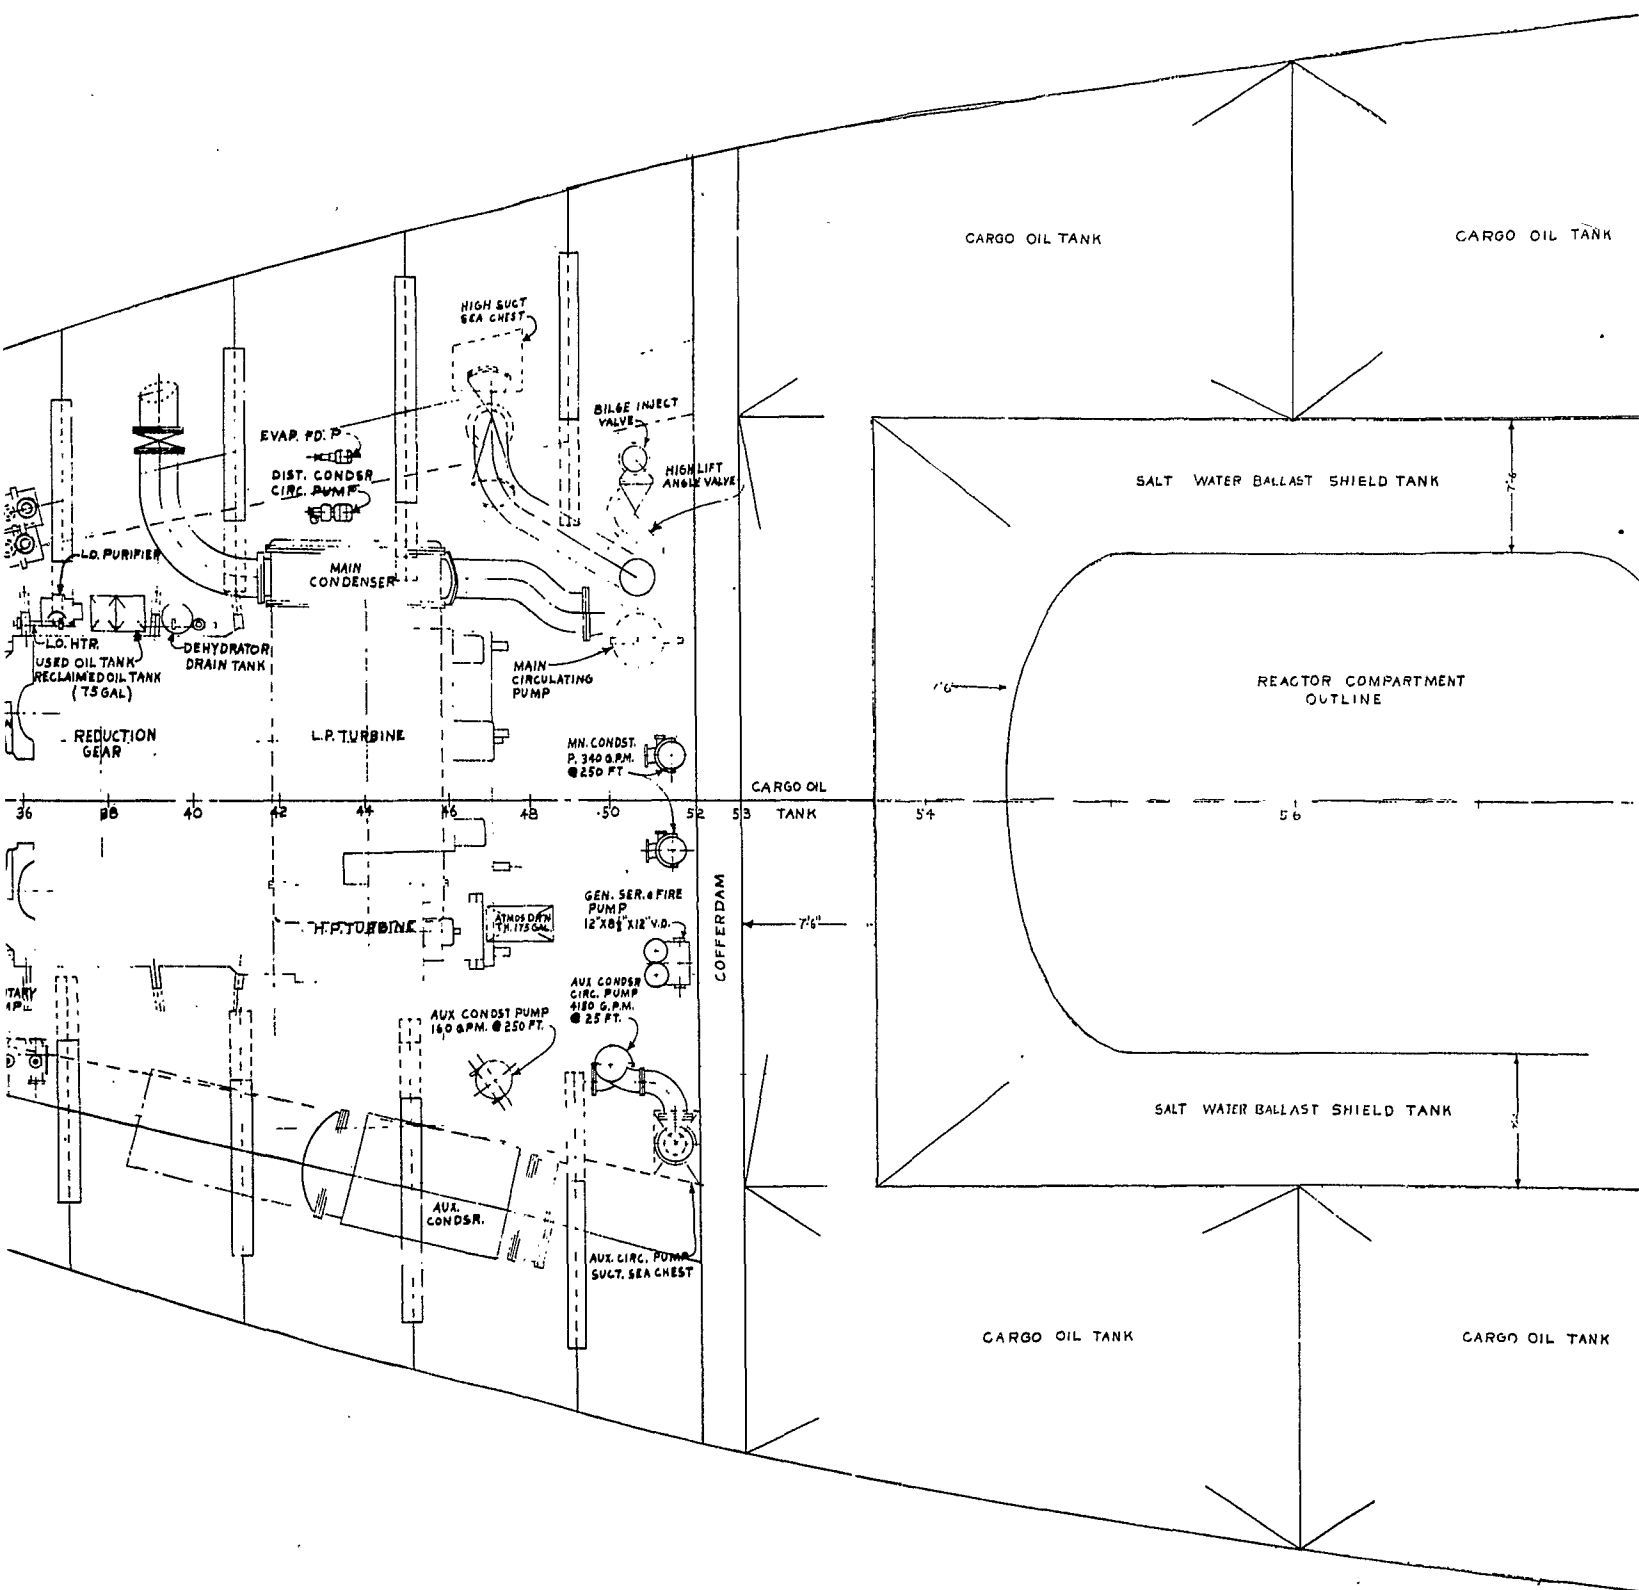 CARGO OIL TANK
CARGO OIL TANK
HIGH SUCT
SEA CHEST
BILGE INJECT
VALVE
EVAP. FD. P
DIST. CONDSR
CIRC. PUMP
HIGH LIFT
ANGLE VALVE
SALT WATER BALLAST SHIELD TANK
7'-6"
L.O. PURIFIER
MAIN
CONDENSER
L.O. HTR.
USED OIL TANK
RECLAIMED OIL TANK
(75 GAL)
DEHYDRATOR
DRAIN TANK
MAIN
CIRCULATING
PUMP
7'6"
REACTOR COMPARTMENT
OUTLINE
REDUCTION
GEAR
L.P. TURBINE
MN. CONDST.
P. 340 G.P.M.
@ 250 FT
CARGO OIL
TANK
36 38 40 42 44 46 48 50 52 53 54 56
GEN. SER. & FIRE
PUMP
12"X8½"X12" V.D.
COFFERDAM
7'-6"
H.P. TURBINE
ATMOS DR'N
TK. 175 GAL.
AUX CONDSR
CIRC. PUMP
4180 G.P.M.
@ 25 FT.
AUX CONDST PUMP
160 G.P.M. @ 250 FT.
SALT WATER BALLAST SHIELD TANK
AUX.
CONDSR.
AUX. CIRC. PUMP
SUCT. SEA CHEST
CARGO OIL TANK
CARGO OIL TANK